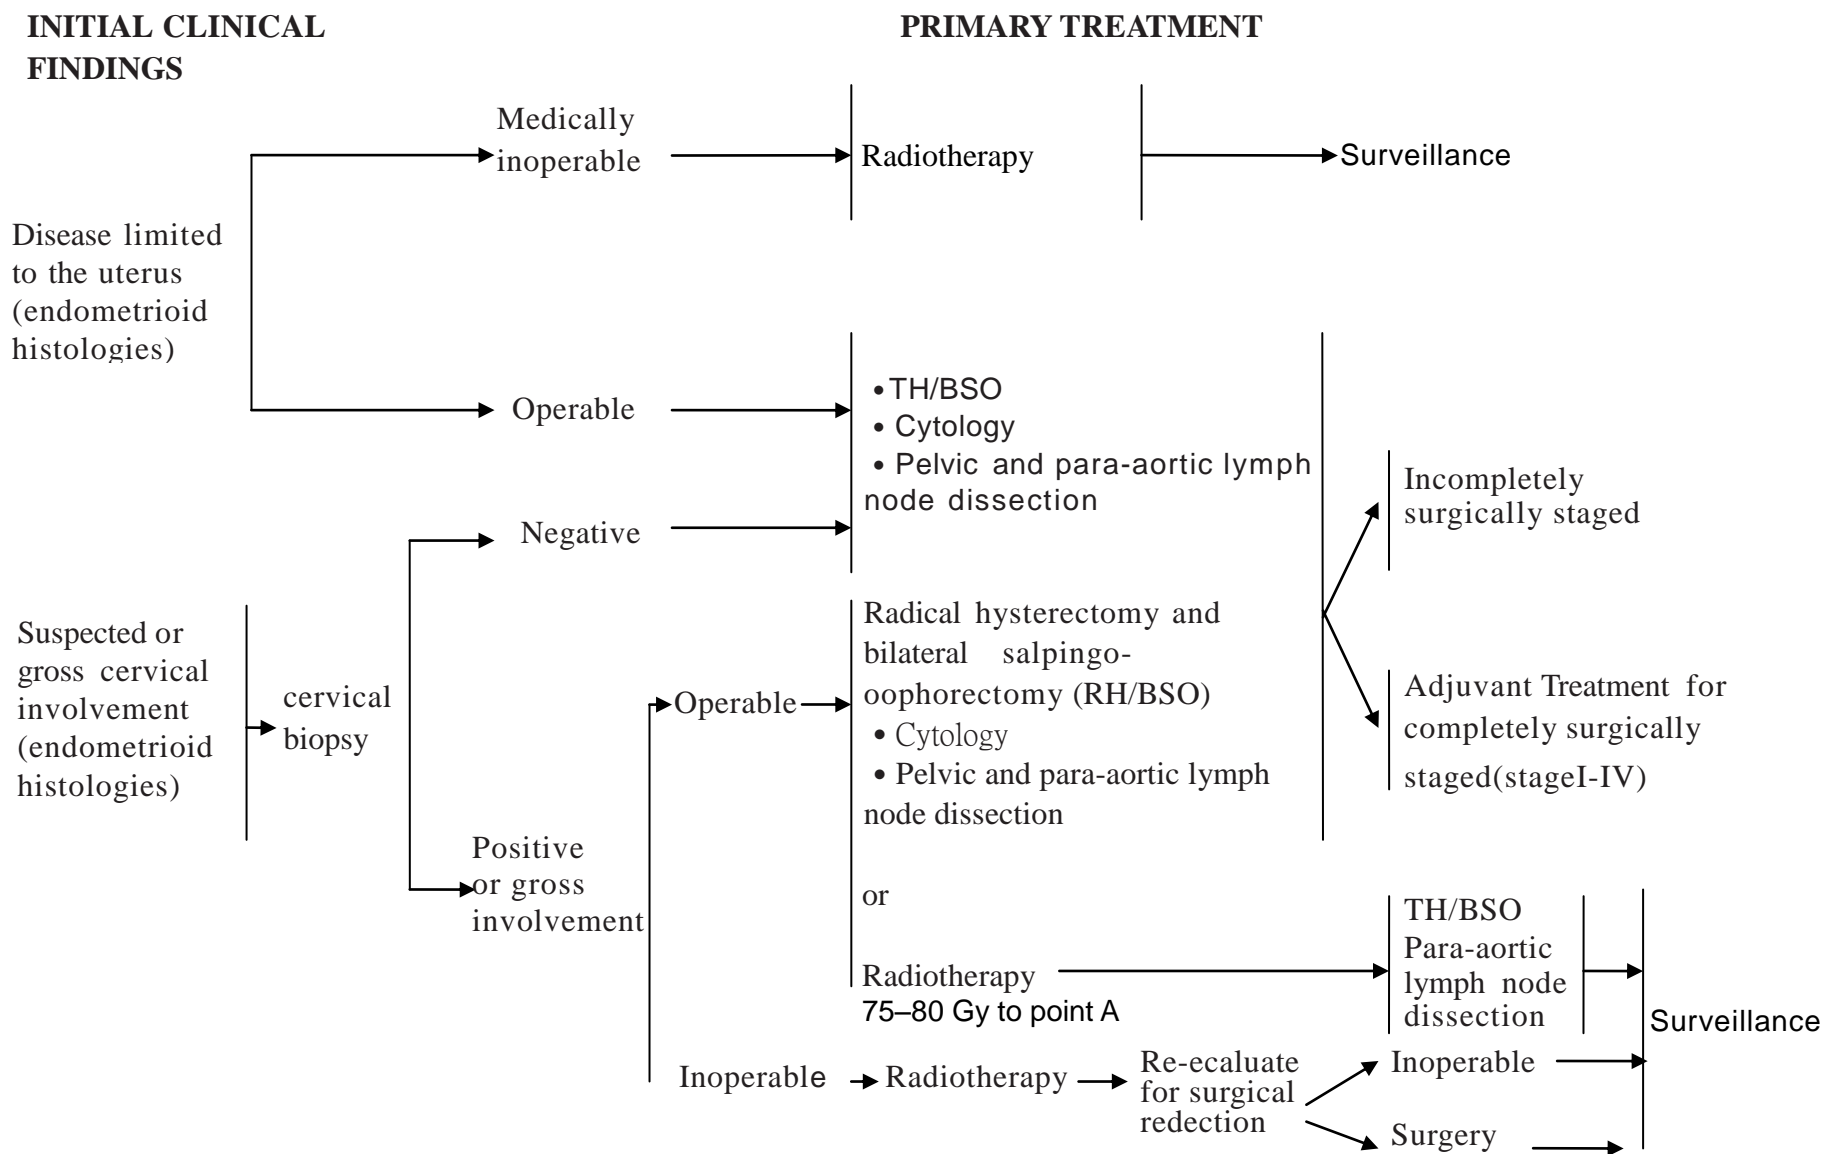 INITIAL CLINICAL
FINDINGS
PRIMARY TREATMENT
Medically
inoperable
Radiotherapy
Surveillance
Disease limited
to the uterus
(endometrioid
histologies)
Operable
•TH/BSO
• Cytology
• Pelvic and para-aortic lymph
node dissection
Negative
Incompletely
surgically staged
Suspected or
gross cervical
involvement
(endometrioid
histologies)
cervical
biopsy
Operable
Radical hysterectomy and
bilateral salpingo-
oophorectomy (RH/BSO)
• Cytology
• Pelvic and para-aortic lymph
node dissection
Adjuvant Treatment for
completely surgically
staged(stageI-IV)
Positive
or gross
involvement
or
Radiotherapy
75–80 Gy to point A
TH/BSO
Para-aortic
lymph node
dissection
Surveillance
Inoperable
Radiotherapy
Re-ecaluate
for surgical
redection
Inoperable
Surgery